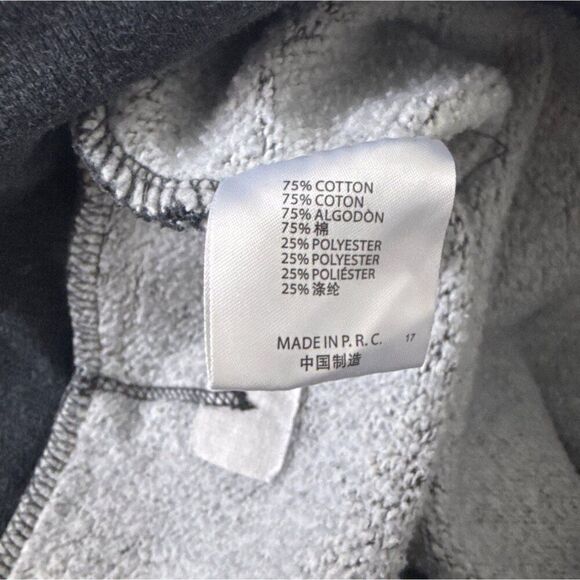 75% COTTON
75% COTON
75% ALGODÒN
75% 棉
25% POLYESTER
25% POLYESTER
25% POLIÉSTER
25% 涤纶
MADE IN P. R. C. 17
中国制造